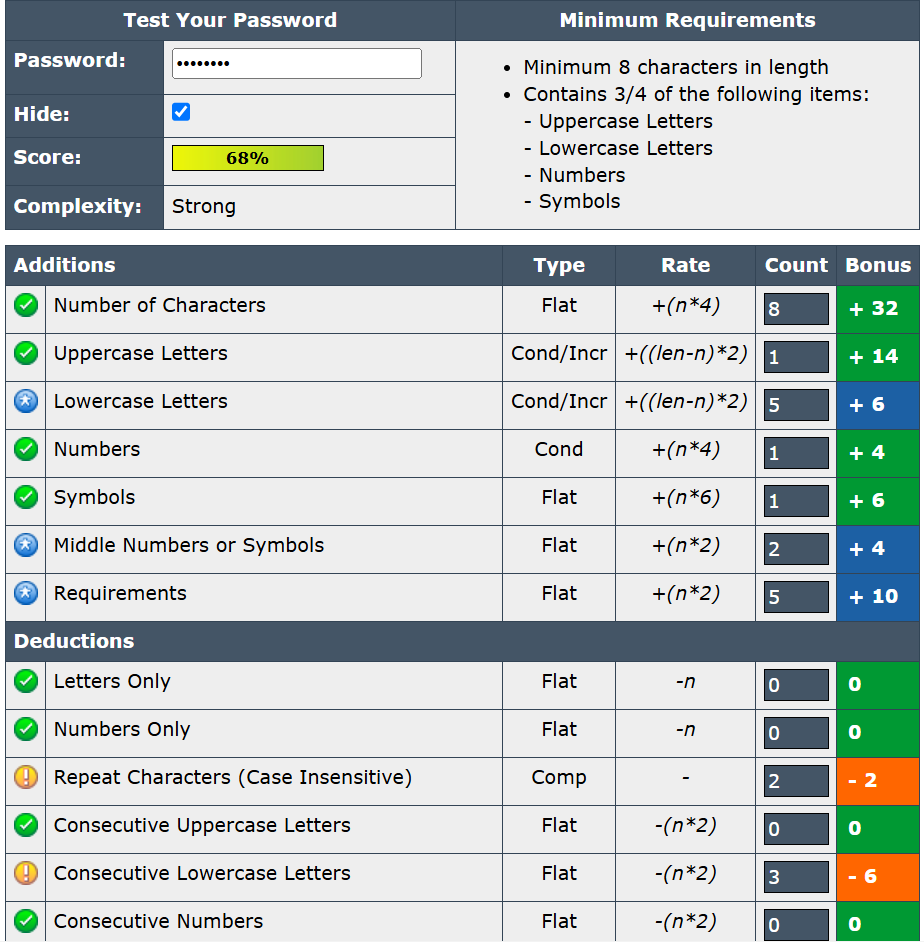 Test Your Password Minimum Requirements
Password: ••••••••
Hide:
Score: 68%
Complexity: Strong
• Minimum 8 characters in length
• Contains 3/4 of the following items:
- Uppercase Letters
- Lowercase Letters
- Numbers
- Symbols
Additions Type Rate Count Bonus
Number of Characters Flat +(n*4) 8 + 32
Uppercase Letters Cond/Incr +((len-n)*2) 1 + 14
Lowercase Letters Cond/Incr +((len-n)*2) 5 + 6
Numbers Cond +(n*4) 1 + 4
Symbols Flat +(n*6) 1 + 6
Middle Numbers or Symbols Flat +(n*2) 2 + 4
Requirements Flat +(n*2) 5 + 10
Deductions
Letters Only Flat -n 0 0
Numbers Only Flat -n 0 0
Repeat Characters (Case Insensitive) Comp - 2 - 2
Consecutive Uppercase Letters Flat -(n*2) 0 0
Consecutive Lowercase Letters Flat -(n*2) 3 - 6
Consecutive Numbers Flat -(n*2) 0 0